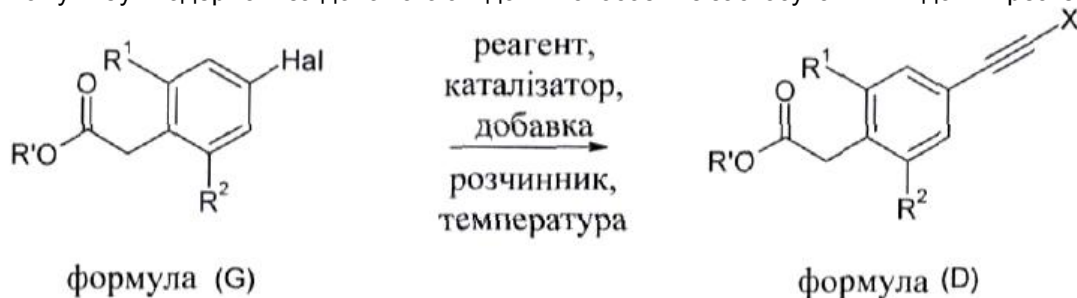 R¹
Hal
O
R'O
R²
реагент,
каталізатор,
добавка
розчинник,
температура
X
R¹
O
R'O
R²
формула (G)
формула (D)